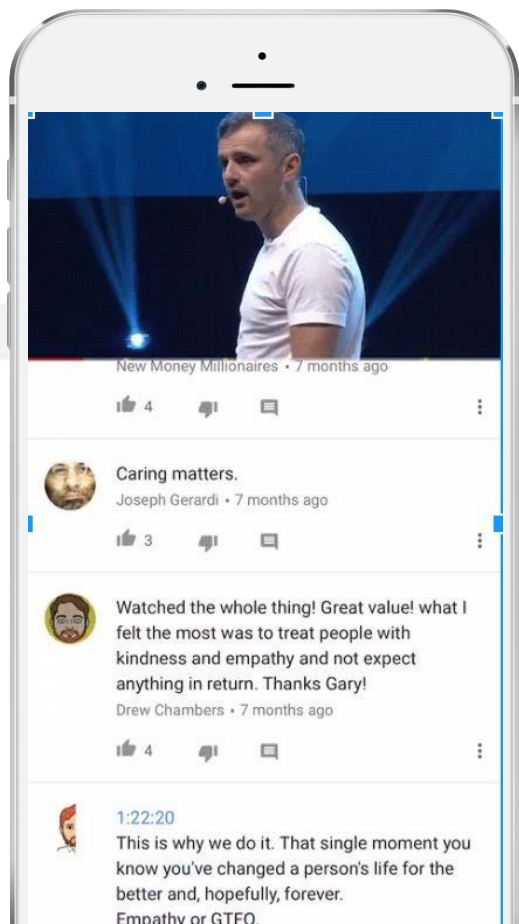 New Money Millionaires • 7 months ago
4
Caring matters.
Joseph Gerardi • 7 months ago
3
Watched the whole thing! Great value! what I
felt the most was to treat people with
kindness and empathy and not expect
anything in return. Thanks Gary!
Drew Chambers • 7 months ago
4
1:22:20
This is why we do it. That single moment you
know you've changed a person's life for the
better and, hopefully, forever.
Empathy or GTFO.